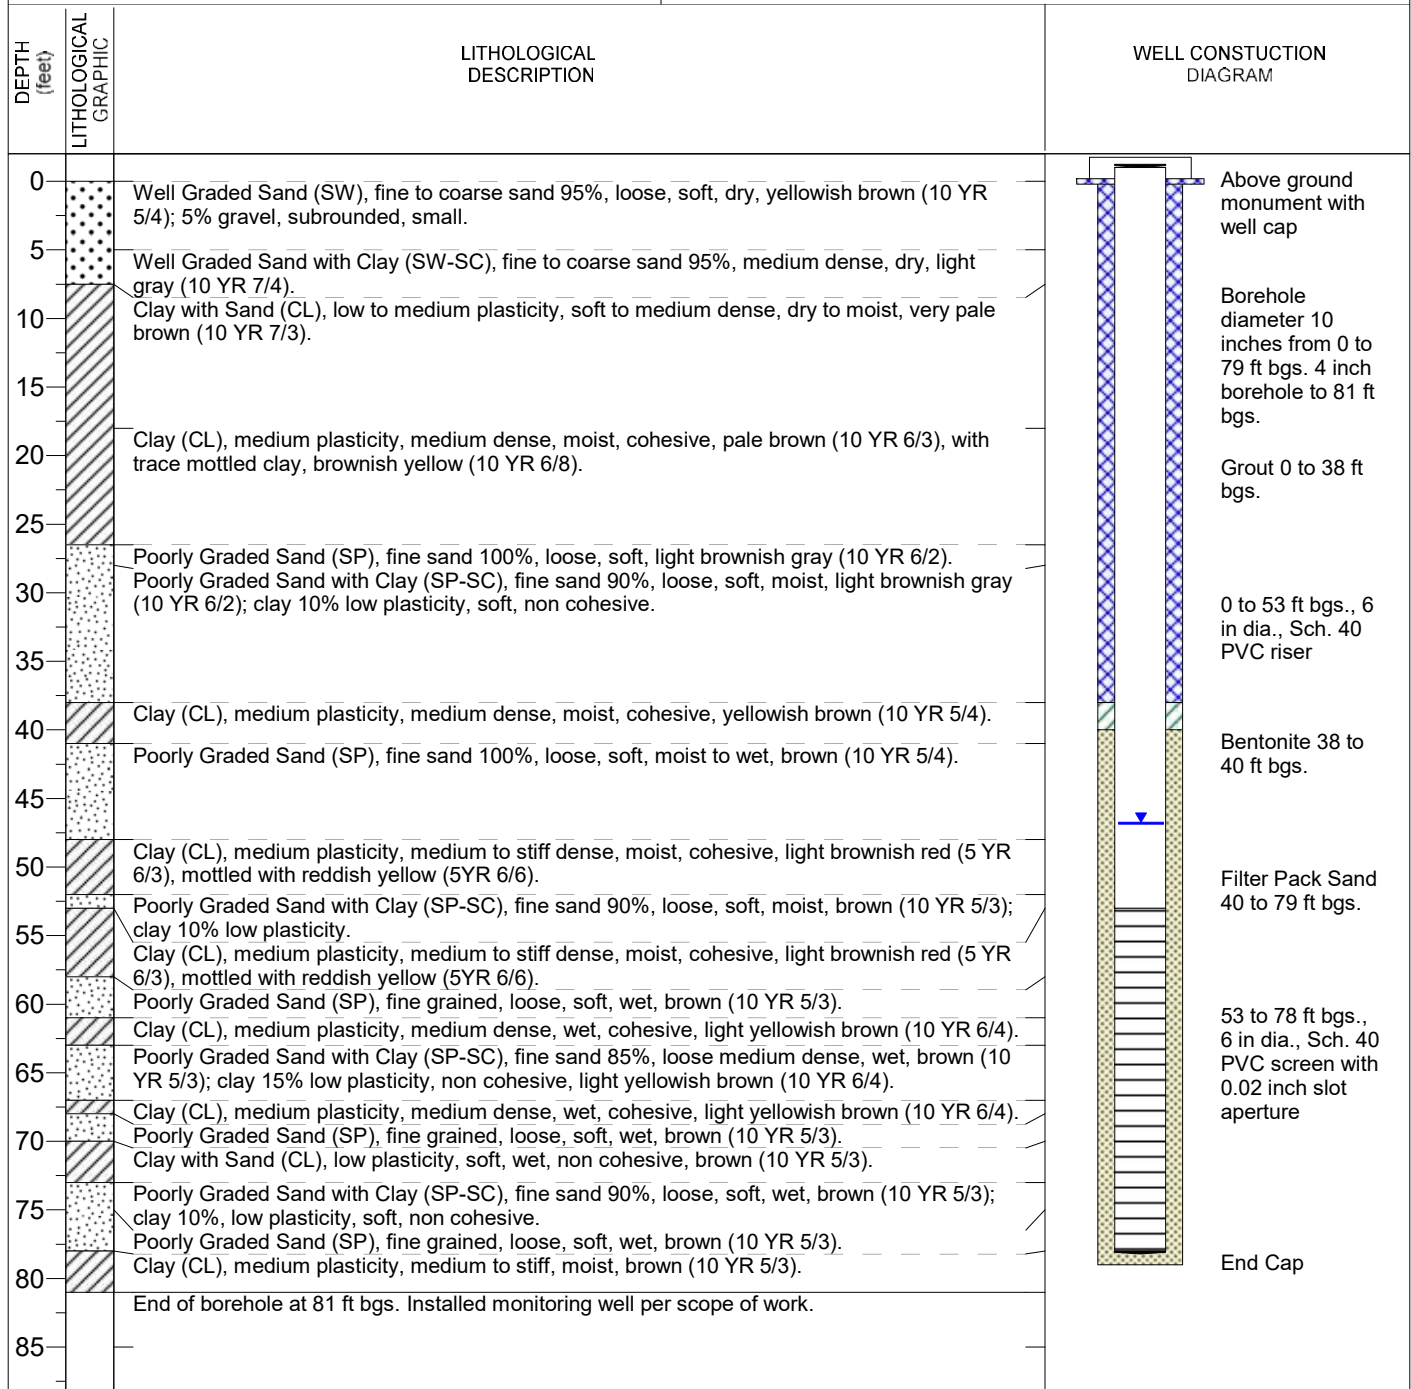 DEPTH
(feet)
LITHOLOGICAL
GRAPHIC
LITHOLOGICAL
DESCRIPTION
WELL CONSTUCTION
DIAGRAM
0
5
10
15
20
25
30
35
40
45
50
55
60
65
70
75
80
85
Well Graded Sand (SW), fine to coarse sand 95%, loose, soft, dry, yellowish brown (10 YR
5/4); 5% gravel, subrounded, small.
Well Graded Sand with Clay (SW-SC), fine to coarse sand 95%, medium dense, dry, light
gray (10 YR 7/4).
Clay with Sand (CL), low to medium plasticity, soft to medium dense, dry to moist, very pale
brown (10 YR 7/3).
Clay (CL), medium plasticity, medium dense, moist, cohesive, pale brown (10 YR 6/3), with
trace mottled clay, brownish yellow (10 YR 6/8).
Poorly Graded Sand (SP), fine sand 100%, loose, soft, light brownish gray (10 YR 6/2).
Poorly Graded Sand with Clay (SP-SC), fine sand 90%, loose, soft, moist, light brownish gray
(10 YR 6/2); clay 10% low plasticity, soft, non cohesive.
Clay (CL), medium plasticity, medium dense, moist, cohesive, yellowish brown (10 YR 5/4).
Poorly Graded Sand (SP), fine sand 100%, loose, soft, moist to wet, brown (10 YR 5/4).
Clay (CL), medium plasticity, medium to stiff dense, moist, cohesive, light brownish red (5 YR
6/3), mottled with reddish yellow (5YR 6/6).
Poorly Graded Sand with Clay (SP-SC), fine sand 90%, loose, soft, moist, brown (10 YR 5/3);
clay 10% low plasticity.
Clay (CL), medium plasticity, medium to stiff dense, moist, cohesive, light brownish red (5 YR
6/3), mottled with reddish yellow (5YR 6/6).
Poorly Graded Sand (SP), fine grained, loose, soft, wet, brown (10 YR 5/3).
Clay (CL), medium plasticity, medium dense, wet, cohesive, light yellowish brown (10 YR 6/4).
Poorly Graded Sand with Clay (SP-SC), fine sand 85%, loose medium dense, wet, brown (10
YR 5/3); clay 15% low plasticity, non cohesive, light yellowish brown (10 YR 6/4).
Clay (CL), medium plasticity, medium dense, wet, cohesive, light yellowish brown (10 YR 6/4).
Poorly Graded Sand (SP), fine grained, loose, soft, wet, brown (10 YR 5/3).
Clay with Sand (CL), low plasticity, soft, wet, non cohesive, brown (10 YR 5/3).
Poorly Graded Sand with Clay (SP-SC), fine sand 90%, loose, soft, wet, brown (10 YR 5/3);
clay 10%, low plasticity, soft, non cohesive.
Poorly Graded Sand (SP), fine grained, loose, soft, wet, brown (10 YR 5/3).
Clay (CL), medium plasticity, medium to stiff, moist, brown (10 YR 5/3).
End of borehole at 81 ft bgs. Installed monitoring well per scope of work.
Above ground
monument with
well cap
Borehole
diameter 10
inches from 0 to
79 ft bgs. 4 inch
borehole to 81 ft
bgs.
Grout 0 to 38 ft
bgs.
0 to 53 ft bgs., 6
in dia., Sch. 40
PVC riser
Bentonite 38 to
40 ft bgs.
Filter Pack Sand
40 to 79 ft bgs.
53 to 78 ft bgs.,
6 in dia., Sch. 40
PVC screen with
0.02 inch slot
aperture
End Cap